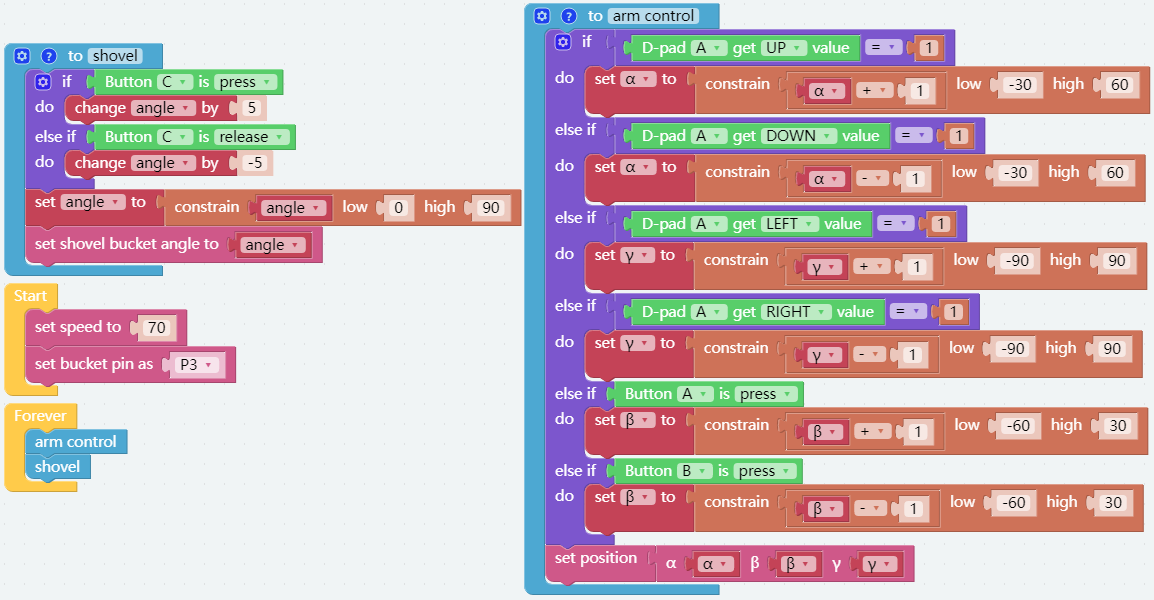 to shovel
if Button C is press
do change angle by 5
else if Button C is release
do change angle by -5
set angle to constrain angle low 0 high 90
set shovel bucket angle to angle
Start
set speed to 70
set bucket pin as P3
Forever
arm control
shovel
? to arm control
if D-pad A get UP value = 1
do set α to constrain α + 1 low -30 high 60
else if D-pad A get DOWN value = 1
do set α to constrain α - 1 low -30 high 60
else if D-pad A get LEFT value = 1
do set γ to constrain γ + 1 low -90 high 90
else if D-pad A get RIGHT value = 1
do set γ to constrain γ - 1 low -90 high 90
else if Button A is press
do set β to constrain β + 1 low -60 high 30
else if Button B is press
do set β to constrain β - 1 low -60 high 30
set position α α β β γ γ